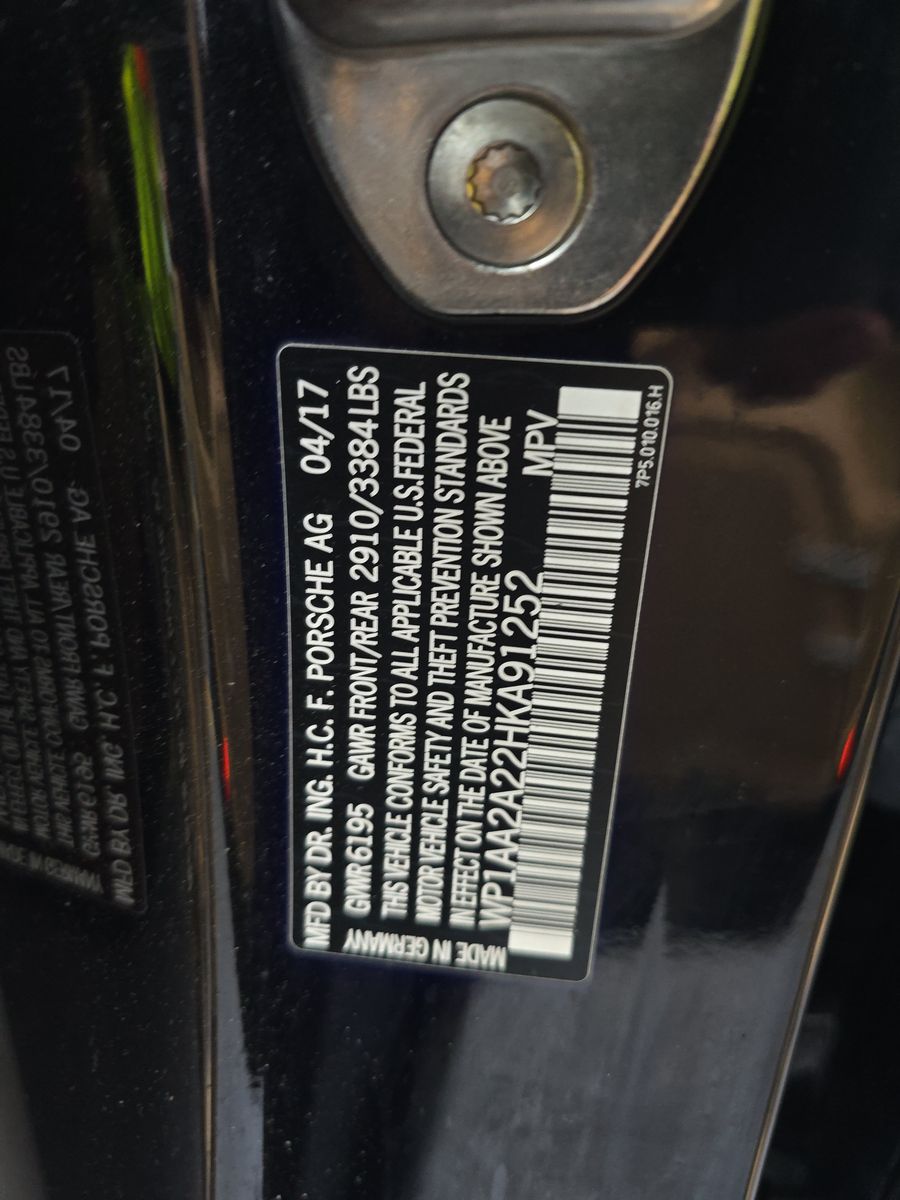 MFD BY DR. ING. H.C. F. PORSCHE AG 04/17
GVWR 6195 GAWR FRONT/REAR 2910/3384 LBS
THIS VEHICLE CONFORMS TO ALL APPLICABLE U.S. FEDERAL
MOTOR VEHICLE SAFETY AND THEFT PREVENTION STANDARDS
IN EFFECT ON THE DATE OF MANUFACTURE SHOWN ABOVE
WP1AA2A22HKA91252 MPV
MADE IN GERMANY
7P5.010.016.H